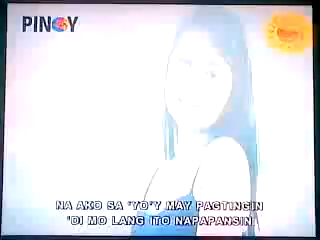 PINOY
NA AKO SA 'YO'Y MAY PAGTINGIN
'DI MO LANG ITO NAPAPANSIN